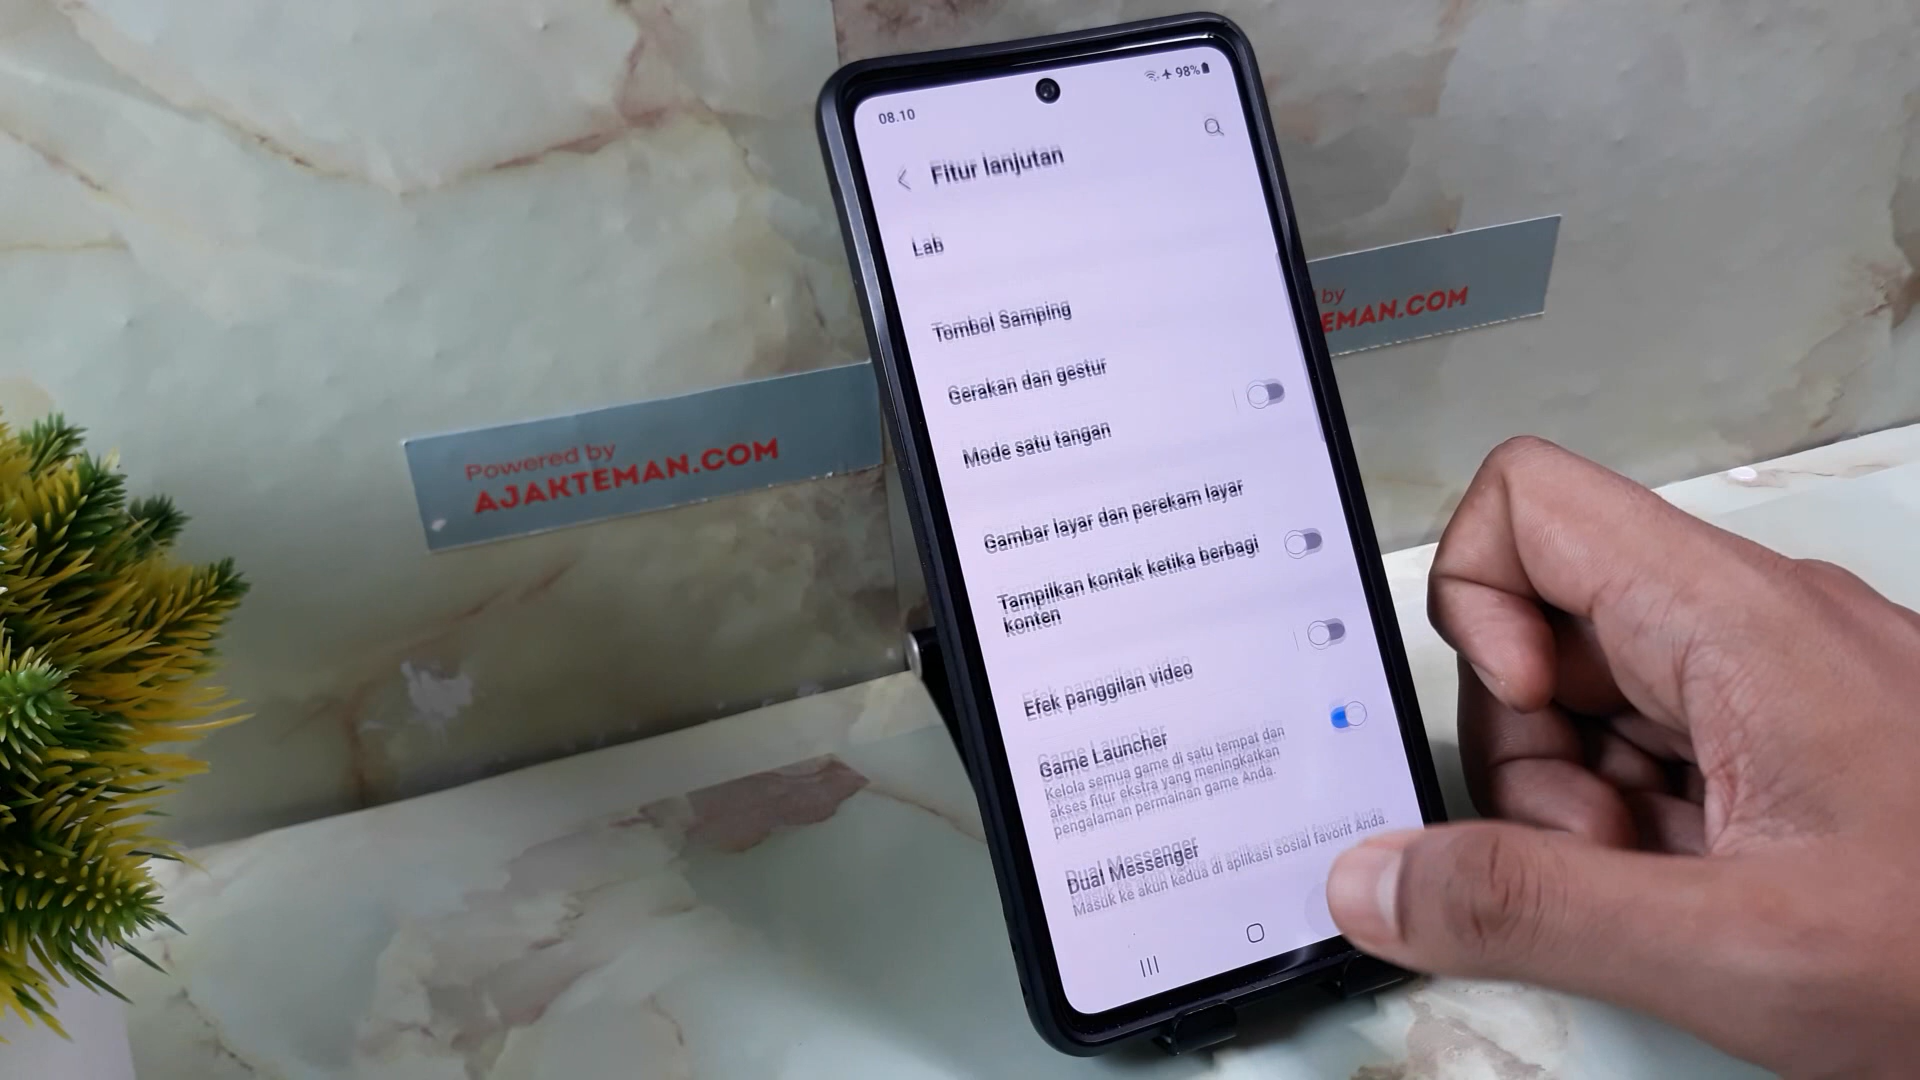 08.10
98%
Fitur lanjutan
Lab
Tombol Samping
Gerakan dan gestur
Mode satu tangan
Gambar layar dan perekam layar
Tampilkan kontak ketika berbagi
konten
Efek panggilan video
Game Launcher
Kelola semua game di satu tempat dan
akses fitur ekstra yang meningkatkan
pengalaman permainan game Anda.
Dual Messenger
Masuk ke akun kedua di aplikasi sosial favorit Anda.
Powered by
AJAKTEMAN.COM
by
EMAN.COM